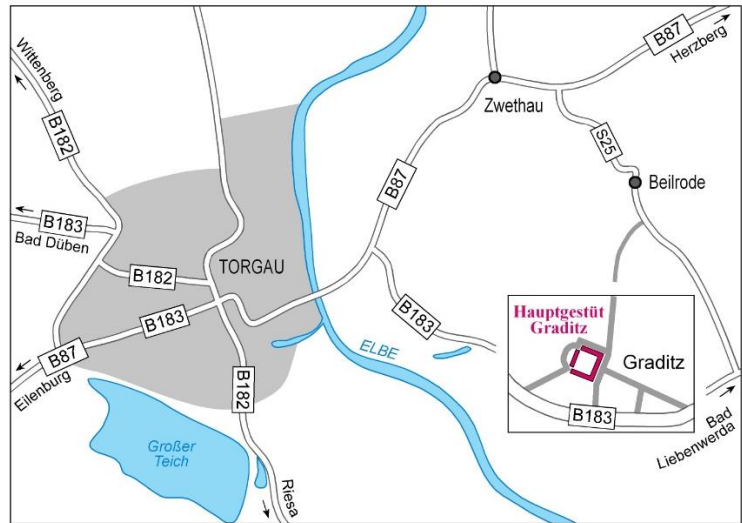 Wittenberg
B182
B87
Herzberg
Zwethau
S25
Beilrode
B87
B183
Bad Düben
TORGAU
B182
B183
B183
B87
Eilenburg
B182
ELBE
Großer
Teich
Riesa
Hauptgestüt
Graditz
Graditz
B183
Bad
Liebenwerda